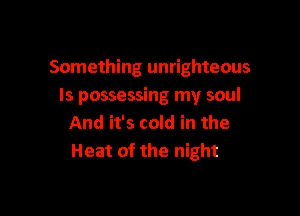 Something unrighteous
Is possessing my soul
And it's cold in the
Heat of the night